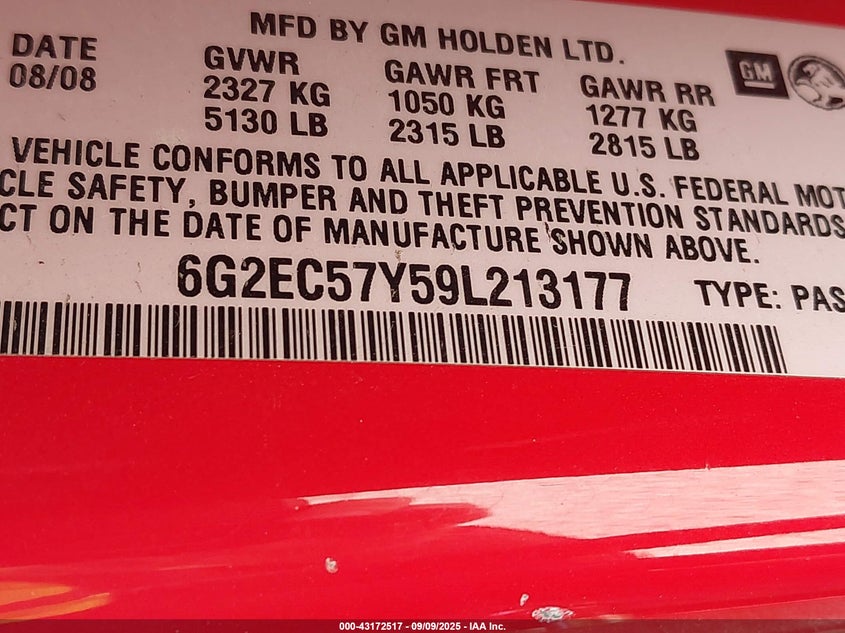 MFD BY GM HOLDEN LTD.
DATE GVWR GAWR FRT GAWR RR GM
08/08 2327 KG 1050 KG 1277 KG
5130 LB 2315 LB 2815 LB
VEHICLE CONFORMS TO ALL APPLICABLE U.S. FEDERAL MOT
CLE SAFETY, BUMPER AND THEFT PREVENTION STANDARDS
CT ON THE DATE OF MANUFACTURE SHOWN ABOVE.
6G2EC57Y59L213177 TYPE: PAS
000-43172517 - 09/09/2025 - IAA Inc.